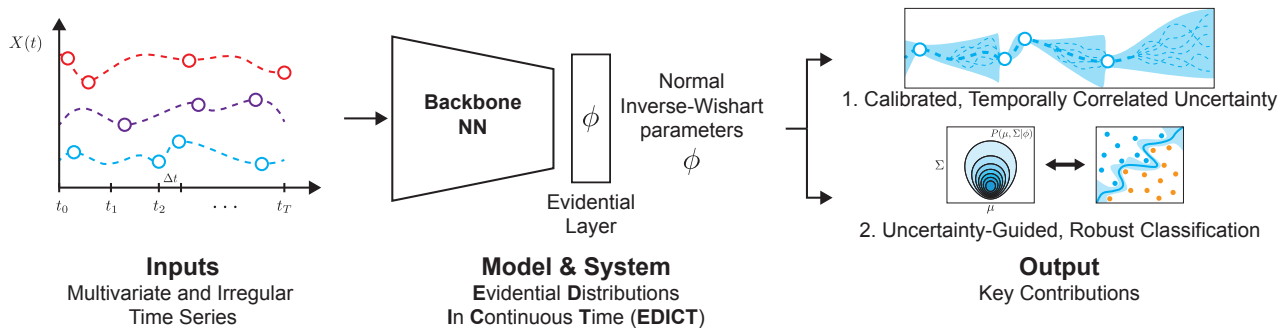 X(t)
Δt
t₀ t₁ t₂ . . . t_T
Inputs
Multivariate and Irregular
Time Series
Backbone
NN
ϕ
Evidential
Layer
Normal
Inverse-Wishart
parameters
ϕ
Model & System
Evidential Distributions
In Continuous Time (EDICT)
1. Calibrated, Temporally Correlated Uncertainty
P(μ, Σ|ϕ)
Σ
μ
2. Uncertainty-Guided, Robust Classification
Output
Key Contributions